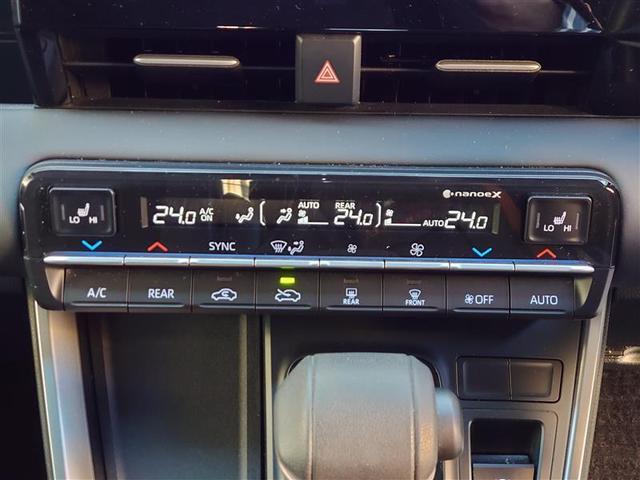 nanoeX
LO HI
24.0 A/C ON
AUTO
REAR
24.0
AUTO 24.0
LO HI
SYNC
A/C
REAR
REAR
FRONT
OFF
AUTO